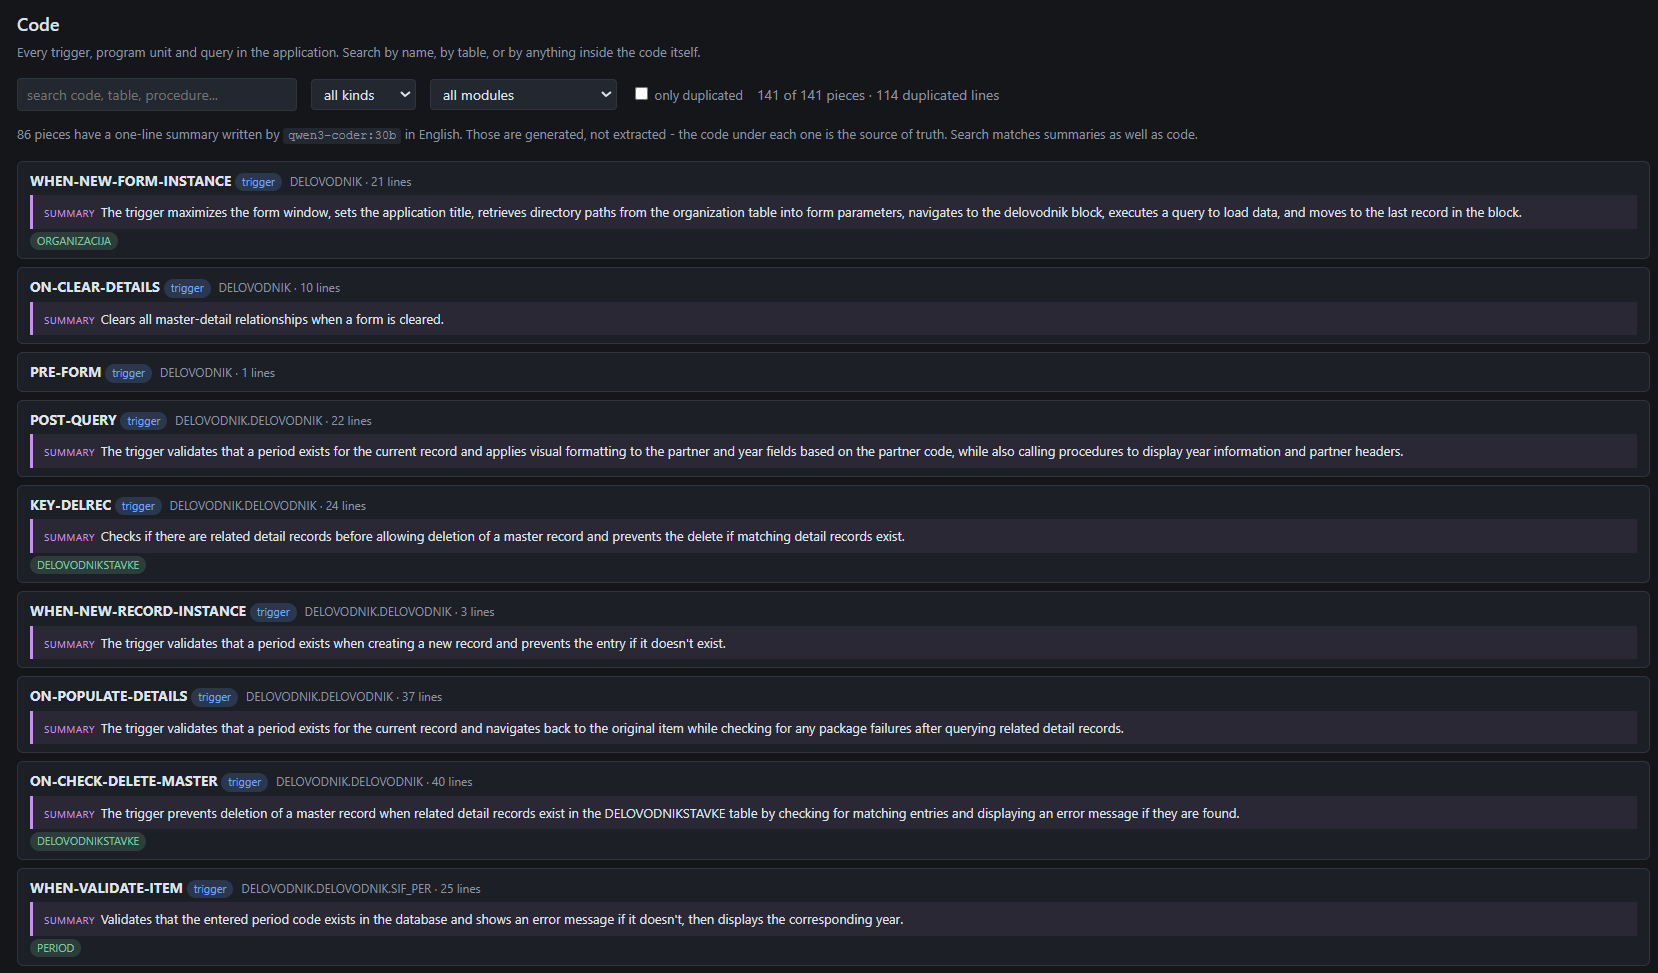 Code
Every trigger, program unit and query in the application. Search by name, by table, or by anything inside the code itself.
search code, table, procedure... all kinds all modules only duplicated 141 of 141 pieces · 114 duplicated lines
86 pieces have a one-line summary written by qwen3-coder:30b in English. Those are generated, not extracted - the code under each one is the source of truth. Search matches summaries as well as code.
WHEN-NEW-FORM-INSTANCE trigger DELOVODNIK · 21 lines
SUMMARY The trigger maximizes the form window, sets the application title, retrieves directory paths from the organization table into form parameters, navigates to the delovodnik block, executes a query to load data, and moves to the last record in the block.
ORGANIZACIJA
ON-CLEAR-DETAILS trigger DELOVODNIK · 10 lines
SUMMARY Clears all master-detail relationships when a form is cleared.
PRE-FORM trigger DELOVODNIK · 1 lines
POST-QUERY trigger DELOVODNIK.DELOVODNIK · 22 lines
SUMMARY The trigger validates that a period exists for the current record and applies visual formatting to the partner and year fields based on the partner code, while also calling procedures to display year information and partner headers.
KEY-DELREC trigger DELOVODNIK.DELOVODNIK · 24 lines
SUMMARY Checks if there are related detail records before allowing deletion of a master record and prevents the delete if matching detail records exist.
DELOVODNIKSTAVKE
WHEN-NEW-RECORD-INSTANCE trigger DELOVODNIK.DELOVODNIK · 3 lines
SUMMARY The trigger validates that a period exists when creating a new record and prevents the entry if it doesn't exist.
ON-POPULATE-DETAILS trigger DELOVODNIK.DELOVODNIK · 37 lines
SUMMARY The trigger validates that a period exists for the current record and navigates back to the original item while checking for any package failures after querying related detail records.
ON-CHECK-DELETE-MASTER trigger DELOVODNIK.DELOVODNIK · 40 lines
SUMMARY The trigger prevents deletion of a master record when related detail records exist in the DELOVODNIKSTAVKE table by checking for matching entries and displaying an error message if they are found.
DELOVODNIKSTAVKE
WHEN-VALIDATE-ITEM trigger DELOVODNIK.DELOVODNIK.SIF_PER · 25 lines
SUMMARY Validates that the entered period code exists in the database and shows an error message if it doesn't, then displays the corresponding year.
PERIOD